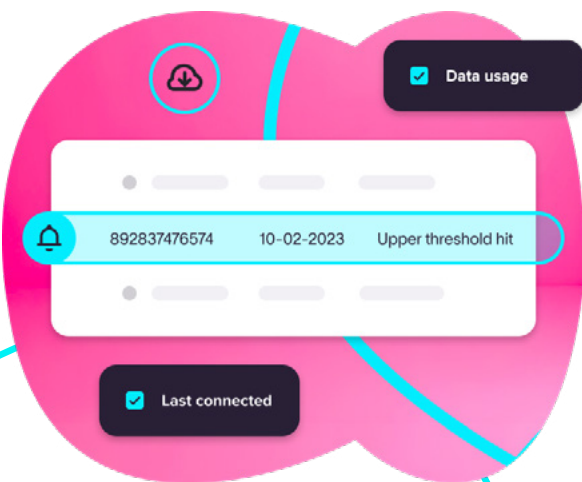 Data usage
892837476574 10-02-2023 Upper threshold hit
Last connected